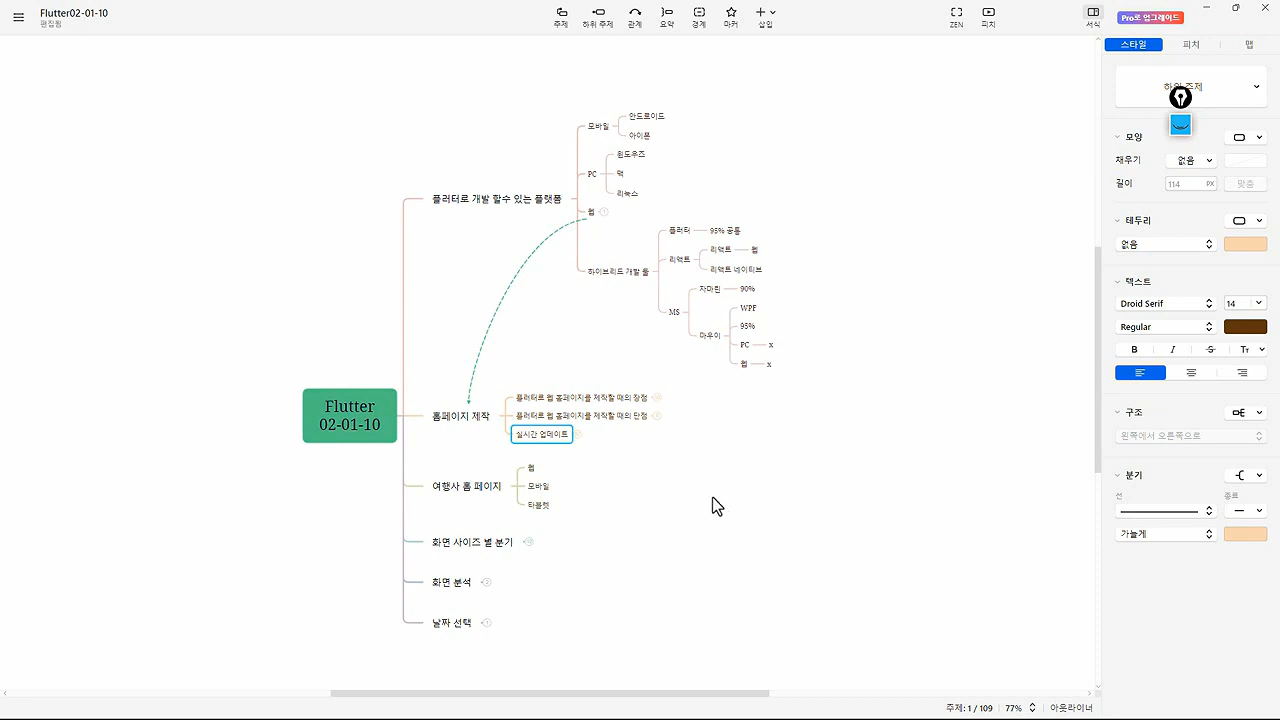 Flutter02-01-10
편집됨
주제
하위 주제
관계
요약
경계
마커
삽입
ZEN
피치
서식
Pro로 업그레이드
스타일
피치
맵
모양
채우기
없음
길이
114
PX
맞춤
테두리
없음
텍스트
Droid Serif
14
Regular
B
I
S
Tт
구조
왼쪽에서 오른쪽으로
분기
선
종료
가늘게
Flutter
02-01-10
플러터로 개발 할수 있는 플랫폼
모바일
안드로이드
아이폰
PC
윈도우즈
맥
리눅스
웹
하이브리드 개발 툴
플러터
95% 공통
리액트
리액트
웹
리액트 네이티브
MS
자마린
90%
마우이
WPF
95%
PC
x
웹
x
홈페이지 제작
플러터로 웹 홈페이지를 제작할 때의 장점
플러터로 웹 홈페이지를 제작할 때의 단점
실시간 업데이트
여행사 홈 페이지
웹
모바일
타블렛
화면 사이즈 별 분기
화면 분석
2
날짜 선택
1
주제: 1 / 109
77%
아웃라이너